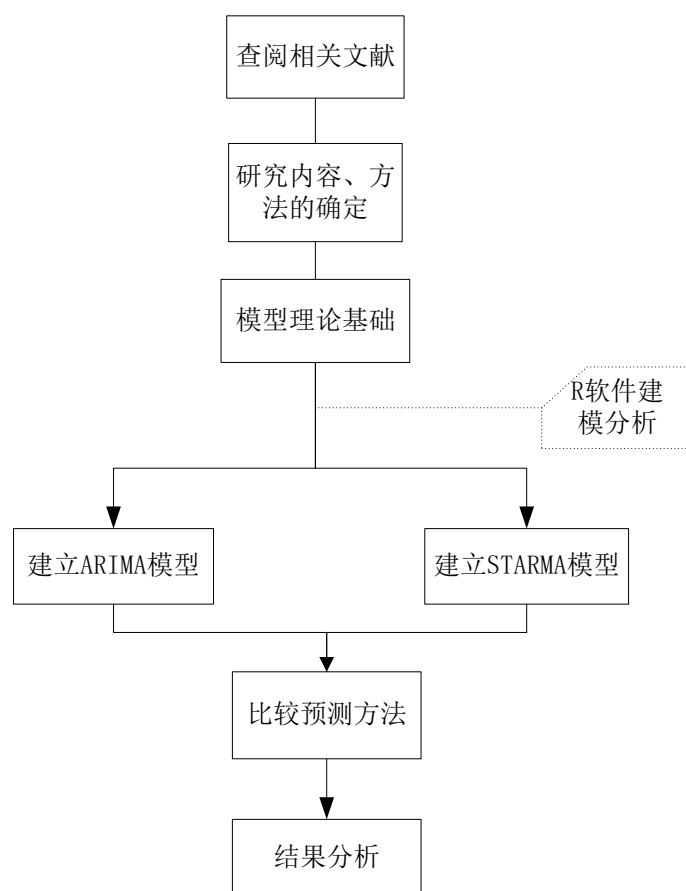 查阅相关文献
研究内容、方
法的确定
模型理论基础
R软件建
模分析
建立ARIMA模型
建立STARMA模型
比较预测方法
结果分析